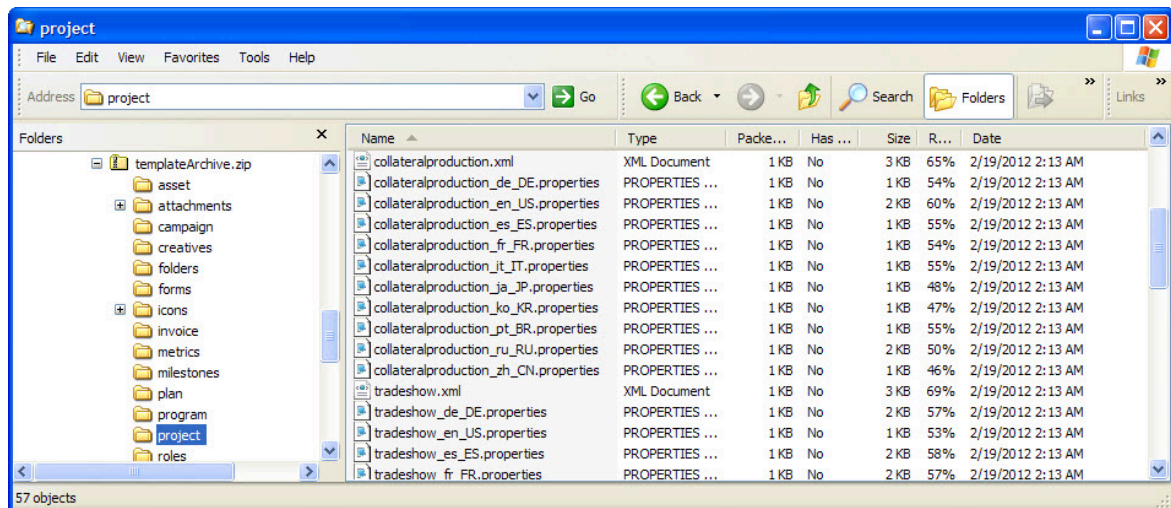 project
File Edit View Favorites Tools Help
Address project Go Back Search Folders » Links »
Folders x
templateArchive.zip
asset
attachments
campaign
creatives
folders
forms
icons
invoice
metrics
milestones
plan
program
project
roles
Name Type Packe... Has ... Size R... Date
collateralproduction.xml XML Document 1 KB No 3 KB 65% 2/19/2012 2:13 AM
collateralproduction_de_DE.properties PROPERTIES ... 1 KB No 1 KB 54% 2/19/2012 2:13 AM
collateralproduction_en_US.properties PROPERTIES ... 1 KB No 2 KB 60% 2/19/2012 2:13 AM
collateralproduction_es_ES.properties PROPERTIES ... 1 KB No 1 KB 55% 2/19/2012 2:13 AM
collateralproduction_fr_FR.properties PROPERTIES ... 1 KB No 1 KB 54% 2/19/2012 2:13 AM
collateralproduction_it_IT.properties PROPERTIES ... 1 KB No 1 KB 55% 2/19/2012 2:13 AM
collateralproduction_ja_JP.properties PROPERTIES ... 1 KB No 1 KB 48% 2/19/2012 2:13 AM
collateralproduction_ko_KR.properties PROPERTIES ... 1 KB No 1 KB 47% 2/19/2012 2:13 AM
collateralproduction_pt_BR.properties PROPERTIES ... 1 KB No 1 KB 55% 2/19/2012 2:13 AM
collateralproduction_ru_RU.properties PROPERTIES ... 1 KB No 2 KB 50% 2/19/2012 2:13 AM
collateralproduction_zh_CN.properties PROPERTIES ... 1 KB No 1 KB 46% 2/19/2012 2:13 AM
tradeshow.xml XML Document 1 KB No 3 KB 69% 2/19/2012 2:13 AM
tradeshow_de_DE.properties PROPERTIES ... 1 KB No 2 KB 57% 2/19/2012 2:13 AM
tradeshow_en_US.properties PROPERTIES ... 1 KB No 1 KB 53% 2/19/2012 2:13 AM
tradeshow_es_ES.properties PROPERTIES ... 1 KB No 2 KB 58% 2/19/2012 2:13 AM
tradeshow_fr_FR.properties PROPERTIES ... 1 KB No 2 KB 57% 2/19/2012 2:13 AM
57 objects